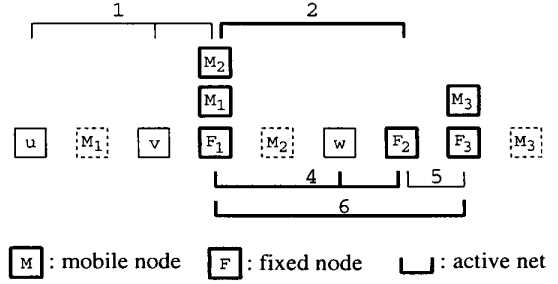 1 2
M2
M1 M3
u M1 v F1 M2 w F2 F3 M3
4 5
6
M : mobile node F : fixed node : active net